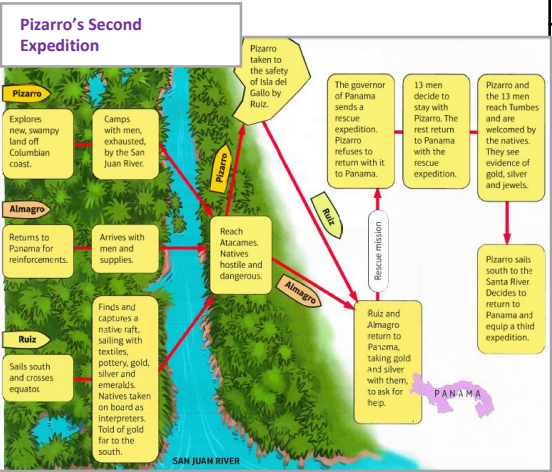 Pizarro's Second
Expedition
Pizarro
Explores
new, swampy
land off
Columbian
coast.
Camps
with men,
exhausted,
by the San
Juan River.
Almagro
Returns to
Panama for
reinforcements.
Arrives with
men and
supplies.
Ruiz
Sails south
and crosses
equator.
Finds and
captures a
native raft,
sailing with
textiles,
pottery, gold,
silver and
emeralds.
Natives taken
on board as
interpreters.
Told of gold
far to the
south.
Reach
Atacames.
Natives
hostile and
dangerous.
Pizarro
Pizarro
taken to
the safety
of Isla del
Gallo by
Ruiz.
Ruiz
Almagro
Ruiz and
Almagro
return to
Panama,
taking gold
and silver
with them,
to ask for
help.
Rescue mission
The governor
of Panama
sends a
rescue
expedition.
Pizarro
refuses to
return with it
to Panama.
13 men
decide to
stay with
Pizarro. The
rest return
to Panama
with the
rescue
expedition.
Pizarro and
the 13 men
reach Tumbes
and are
welcomed by
the natives.
They see
evidence of
gold, silver
and jewels.
Pizarro sails
south to the
Santa River.
Decides to
return to
Panama and
equip a third
expedition.
PANAMA
SAN JUAN RIVER